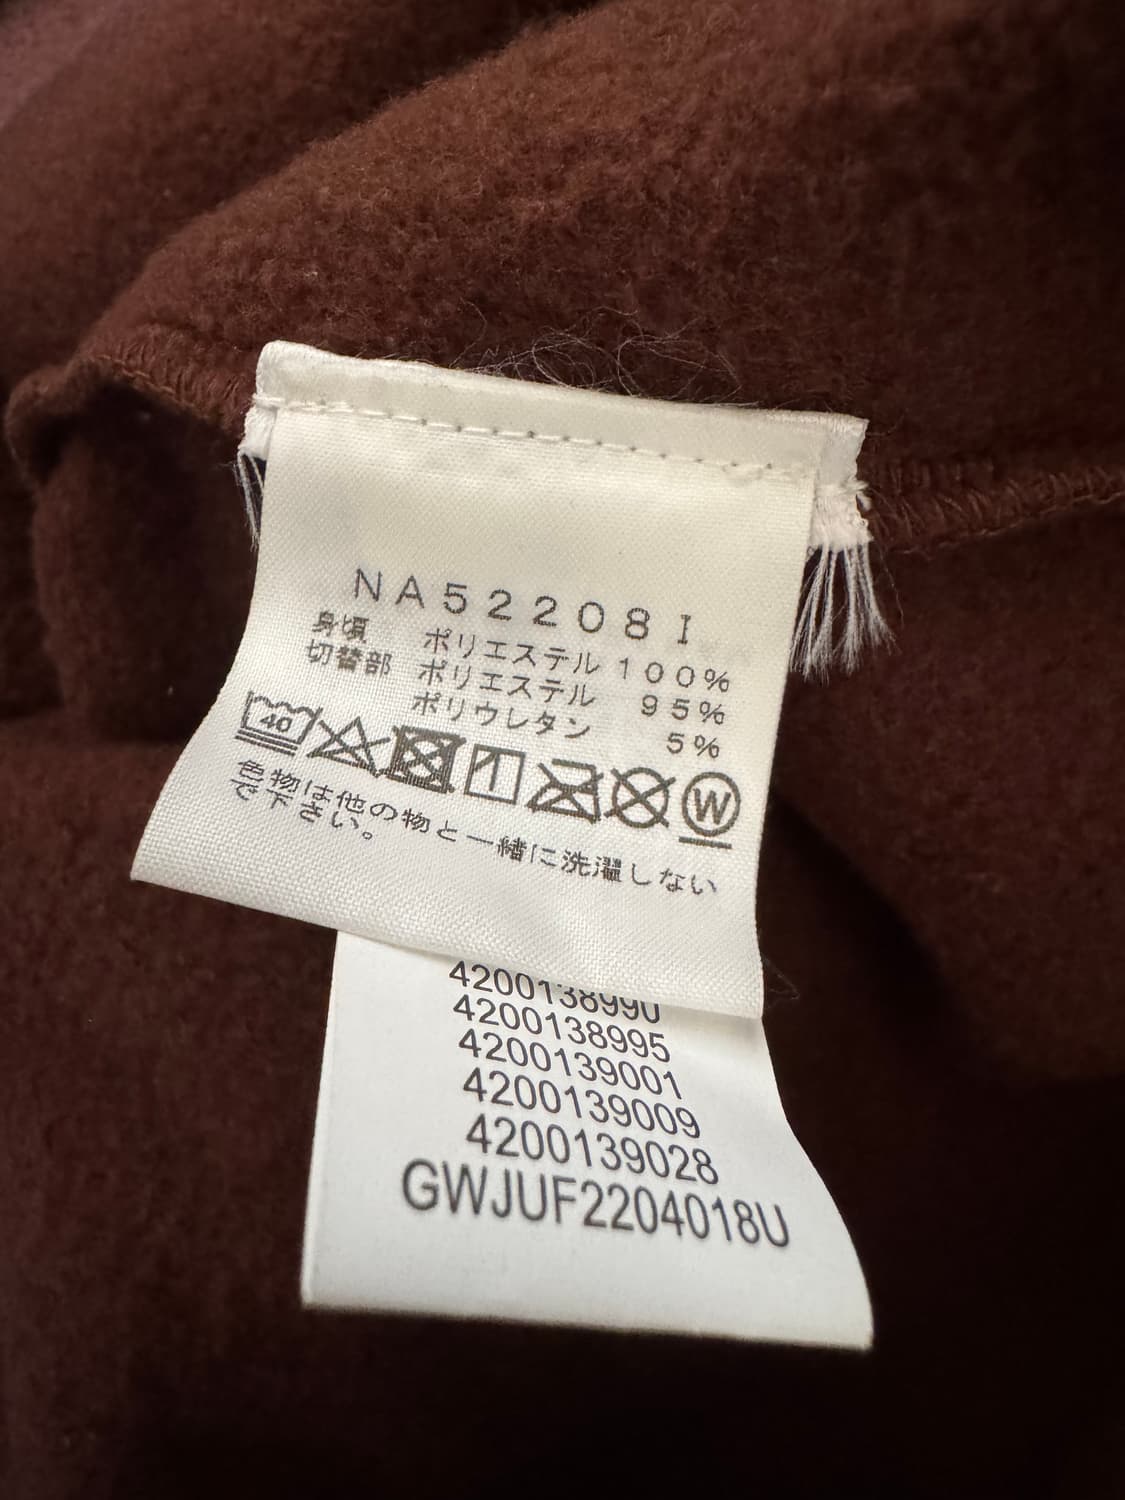 NA52208I
身頃 ポリエステル 100%
切替部 ポリエステル 95%
ポリウレタン 5%
40 W
色物は他の物と一緒に洗濯しない
で下さい。
4200138990
4200138995
4200139001
4200139009
4200139028
GWJUF2204018U